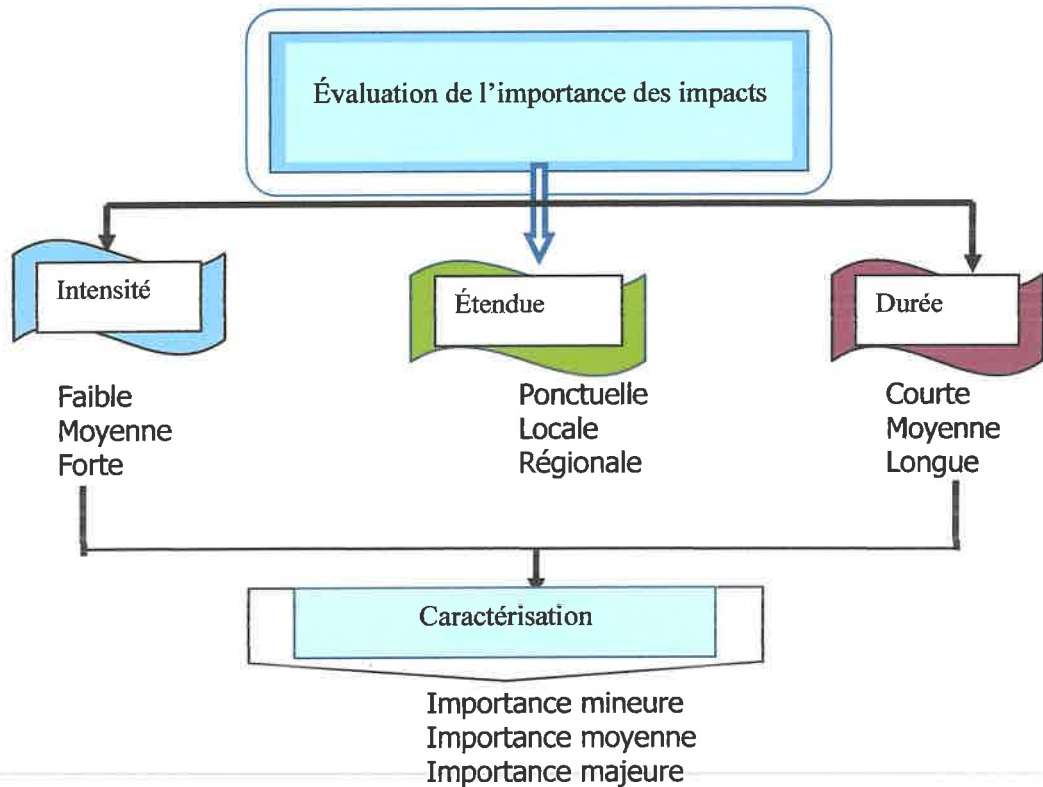 Évaluation de l'importance des impacts
Intensité
Faible
Moyenne
Forte
Étendue
Ponctuelle
Locale
Régionale
Durée
Courte
Moyenne
Longue
Caractérisation
Importance mineure
Importance moyenne
Importance majeure